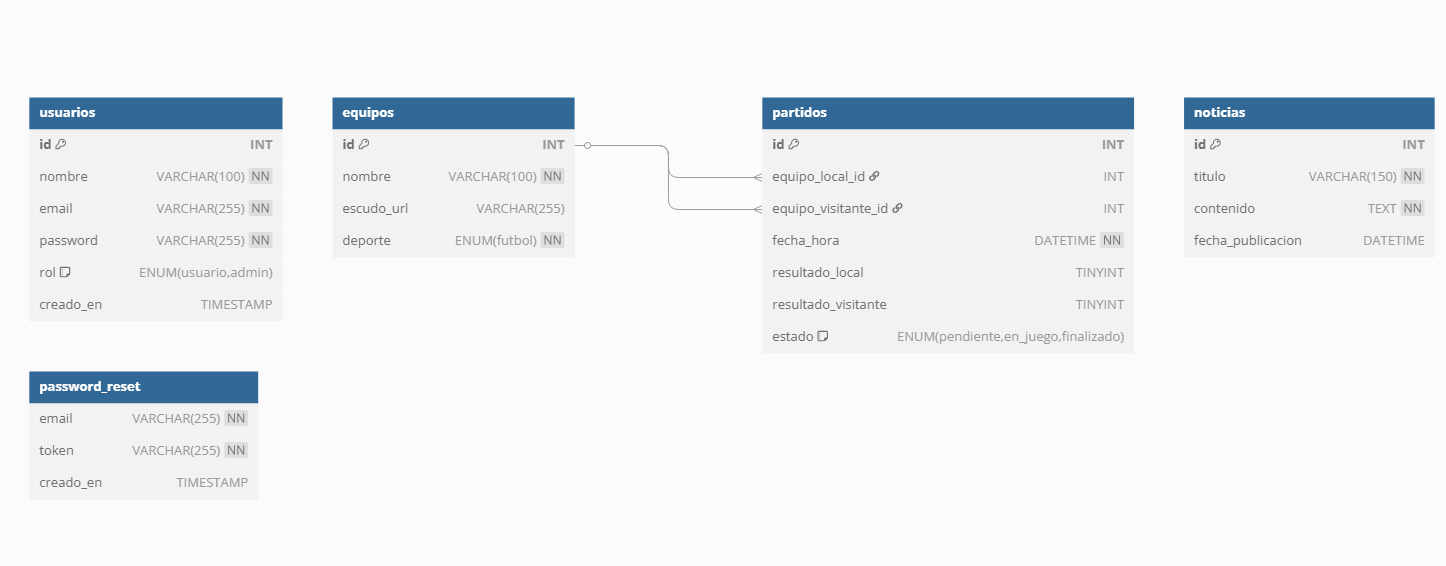 usuarios
id INT
nombre VARCHAR(100) NN
email VARCHAR(255) NN
password VARCHAR(255) NN
rol ENUM(usuario,admin)
creado_en TIMESTAMP
equipos
id INT
nombre VARCHAR(100) NN
escudo_url VARCHAR(255)
deporte ENUM(futbol) NN
partidos
id INT
equipo_local_id INT
equipo_visitante_id INT
fecha_hora DATETIME NN
resultado_local TINYINT
resultado_visitante TINYINT
estado ENUM(pendiente,en_juego,finalizado)
noticias
id INT
titulo VARCHAR(150) NN
contenido TEXT NN
fecha_publicacion DATETIME
password_reset
email VARCHAR(255) NN
token VARCHAR(255) NN
creado_en TIMESTAMP